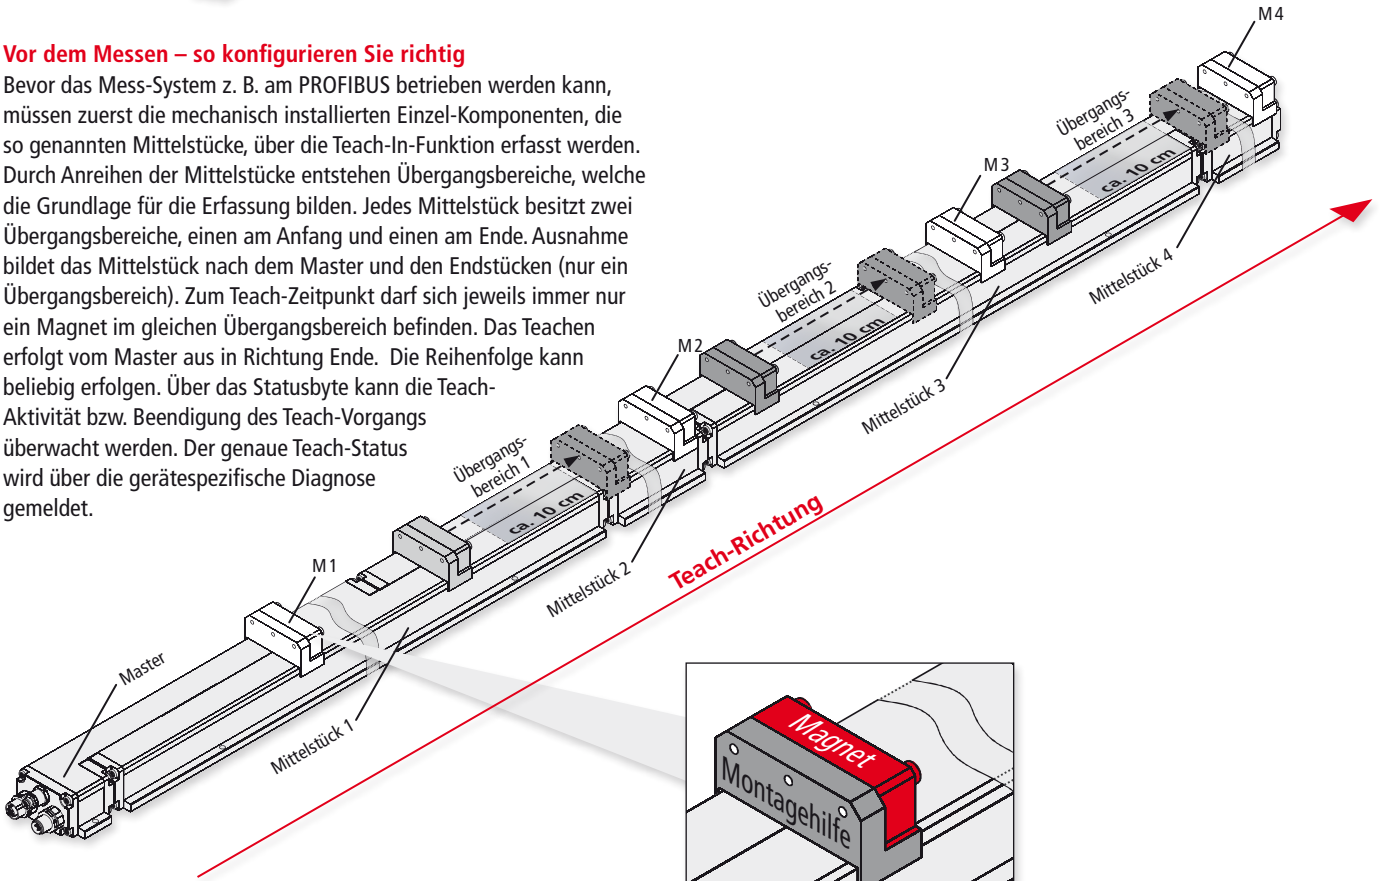 Vor dem Messen – so konfigurieren Sie richtig
Bevor das Mess-System z. B. am PROFIBUS betrieben werden kann,
müssen zuerst die mechanisch installierten Einzel-Komponenten, die
so genannten Mittelstücke, über die Teach-In-Funktion erfasst werden.
Durch Anreihen der Mittelstücke entstehen Übergangsbereiche, welche
die Grundlage für die Erfassung bilden. Jedes Mittelstück besitzt zwei
Übergangsbereiche, einen am Anfang und einen am Ende. Ausnahme
bildet das Mittelstück nach dem Master und den Endstücken (nur ein
Übergangsbereich). Zum Teach-Zeitpunkt darf sich jeweils immer nur
ein Magnet im gleichen Übergangsbereich befinden. Das Teachen
erfolgt vom Master aus in Richtung Ende. Die Reihenfolge kann
beliebig erfolgen. Über das Statusbyte kann die Teach-
Aktivität bzw. Beendigung des Teach-Vorgangs
überwacht werden. Der genaue Teach-Status
wird über die gerätespezifische Diagnose
gemeldet.
M4
Übergangs-
bereich 3
ca. 10 cm
M3
Mittelstück 4
Übergangs-
bereich 2
ca. 10 cm
M2
Mittelstück 3
Übergangs-
bereich 1
ca. 10 cm
Teach-Richtung
Mittelstück 2
M1
Master
Mittelstück 1
Magnet
Montagehilfe